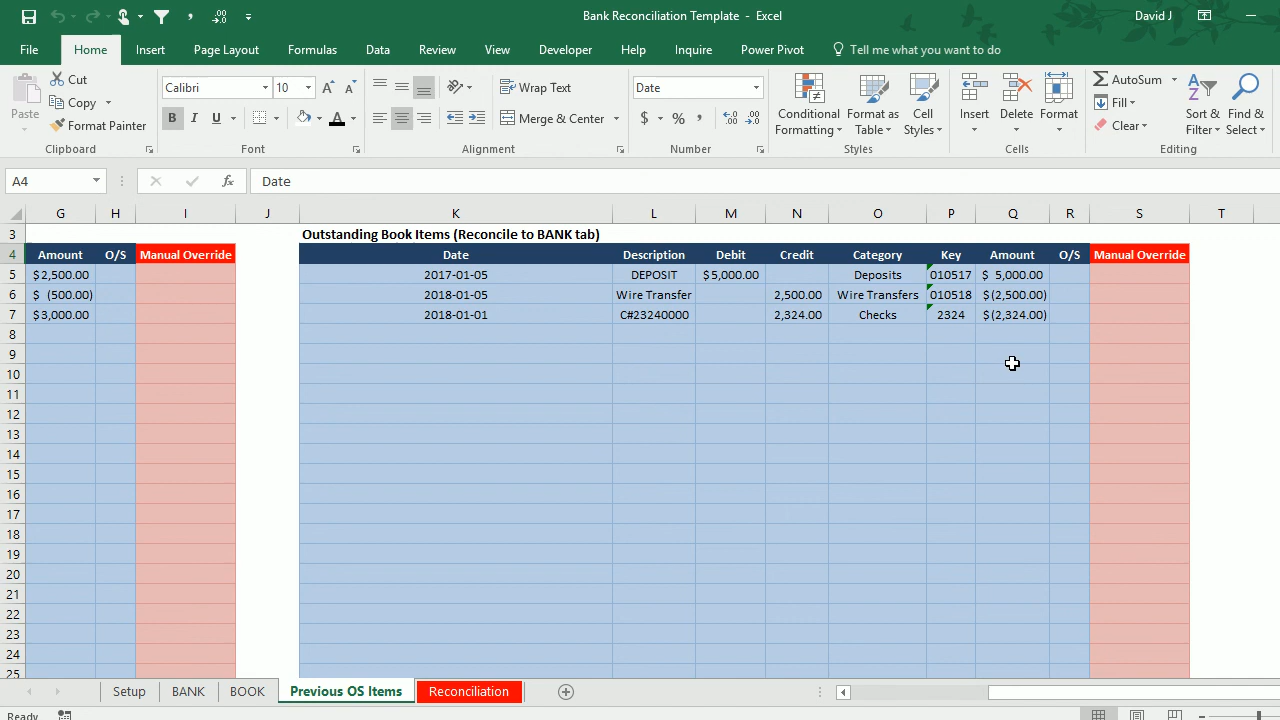 Bank Reconciliation Template - Excel
David J
File Home Insert Page Layout Formulas Data Review View Developer Help Inquire Power Pivot Tell me what you want to do
Paste
Cut
Copy
Format Painter
Clipboard
Calibri 10
B I U A
Font
Wrap Text
Merge & Center
Alignment
Date
$ % , .00
Number
Conditional Formatting
Format as Table
Cell Styles
Styles
Insert
Delete
Format
Cells
AutoSum
Fill
Clear
Sort & Filter
Find & Select
Editing
A4 fx Date
G H I J K L M N O P Q R S T
3 Outstanding Book Items (Reconcile to BANK tab)
4 Amount O/S Manual Override Date Description Debit Credit Category Key Amount O/S Manual Override
5 $2,500.00 2017-01-05 DEPOSIT $5,000.00 Deposits 010517 $ 5,000.00
6 $ (500.00) 2018-01-05 Wire Transfer 2,500.00 Wire Transfers 010518 $(2,500.00)
7 $3,000.00 2018-01-01 C#23240000 2,324.00 Checks 2324 $(2,324.00)
8
9
10
11
12
13
14
15
16
17
18
19
20
21
22
23
24
25
Setup BANK BOOK Previous OS Items Reconciliation
Ready